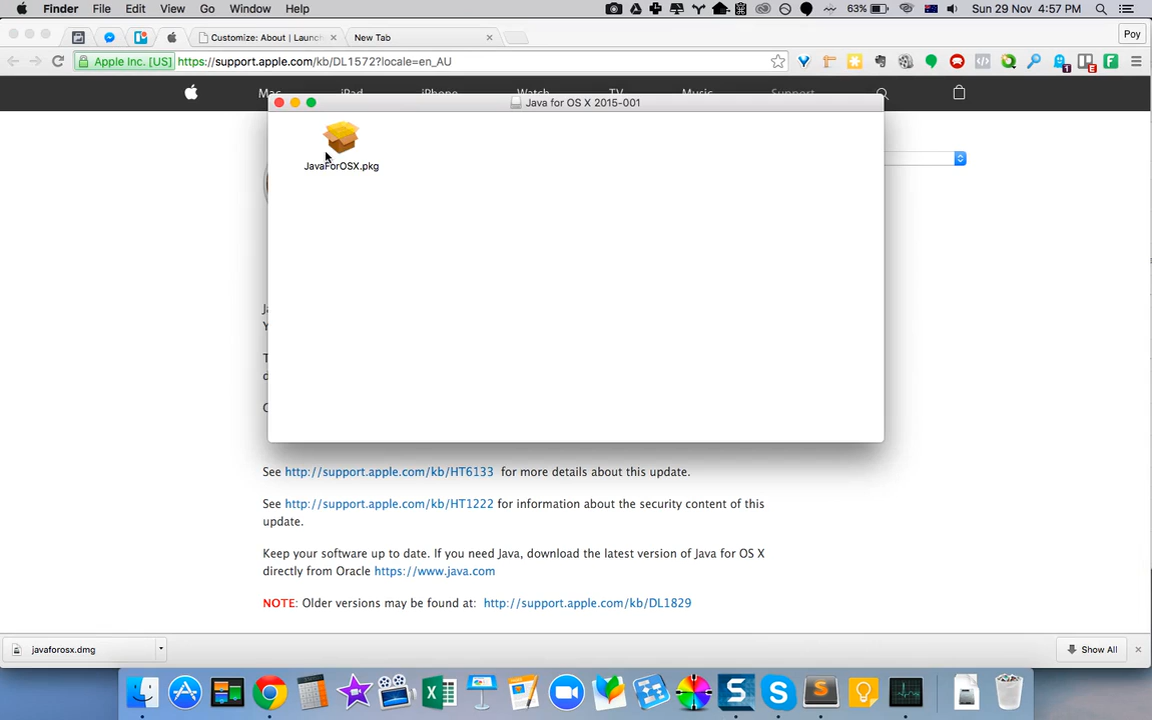 Finder File Edit View Window Go Help 63% Sun 29 Nov 4:57 PM
Customize: About | Launch New Tab Poy
Apple Inc. [US] https://support.apple.com/kb/DL1572?locale=en_AU
Java for OS X 2015-001
JavaForOSX.pkg
See http://support.apple.com/kb/HT6133 for more details about this update.
See http://support.apple.com/kb/HT1222 for information about the security content of this
update.
Keep your software up to date. If you need Java, download the latest version of Java for OS X
directly from Oracle https://www.java.com
NOTE: Older versions may be found at: http://support.apple.com/kb/DL1829
javaforosx.dmg Show All